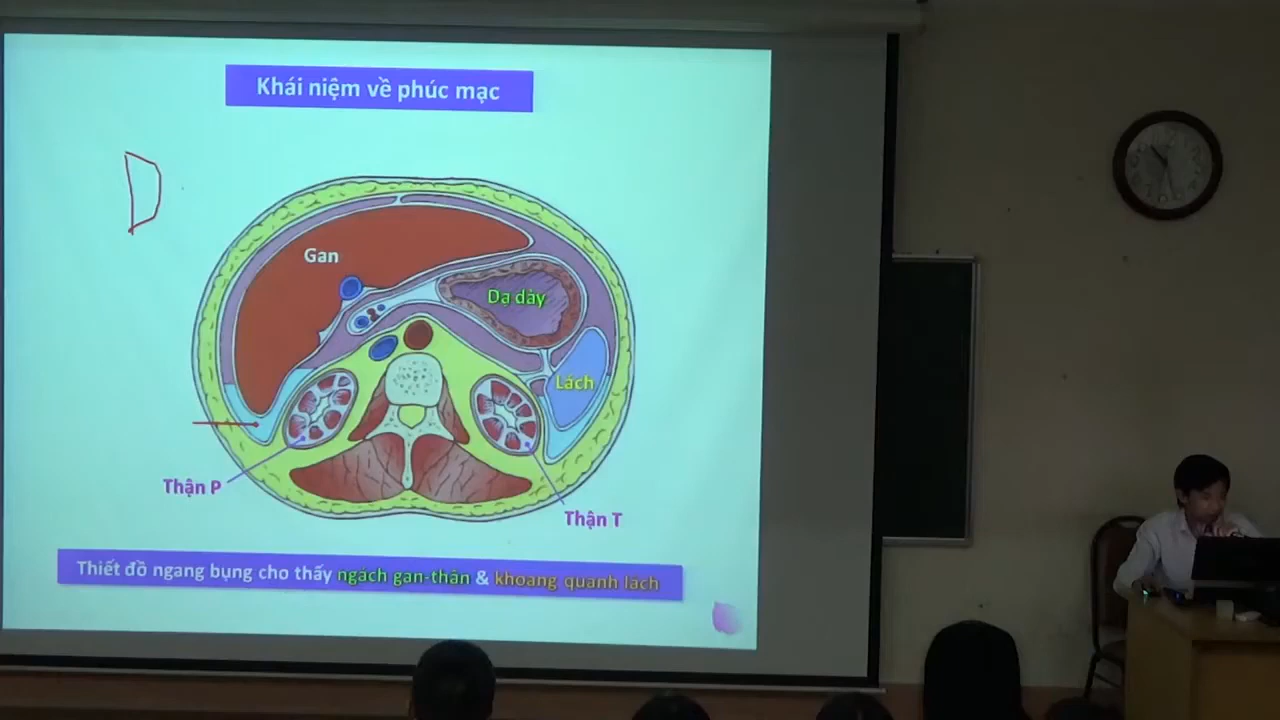 Khái niệm về phúc mạc
D
Gan
Dạ dày
Lách
Thận P
Thận T
Thiết đồ ngang bụng cho thấy ngách gan-thận & khoang quanh lách